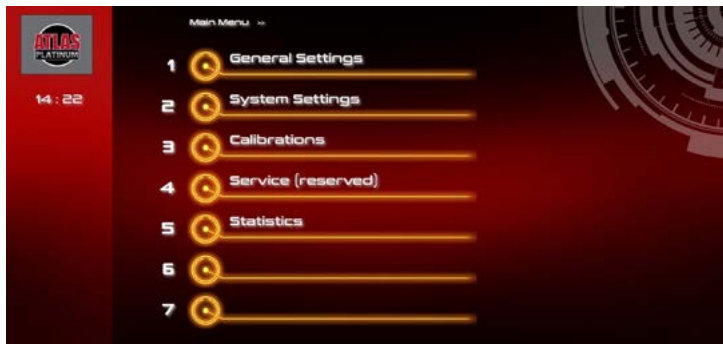 Main Menu >>
ATLAS
PLATINUM
14 : 22
1 General Settings
2 System Settings
3 Calibrations
4 Service (reserved)
5 Statistics
6
7